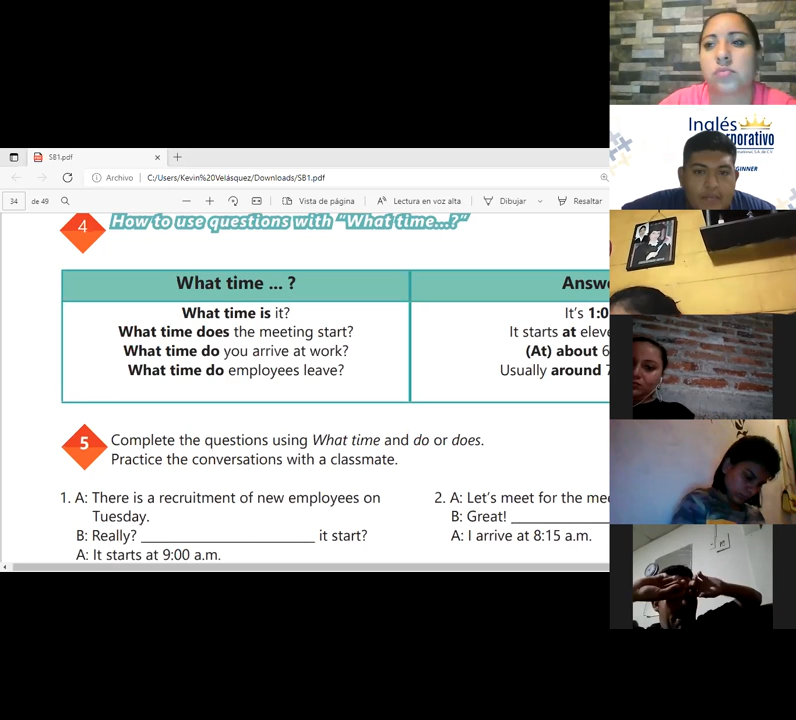 SB1.pdf
Archivo
C:/Users/Kevin%20Velásquez/Downloads/SB1.pdf
34 de 49
Vista de página
Lectura en voz alta
Dibujar
Resaltar
4 How to use questions with “What time...?”
What time ... ?
What time is it?
What time does the meeting start?
What time do you arrive at work?
What time do employees leave?
It's 1:0
It starts at
(At) about 6
Usually around
5 Complete the questions using What time and do or does.
Practice the conversations with a classmate.
1. A: There is a recruitment of new employees on
Tuesday.
B: Really? ____________________ it start?
A: It starts at 9:00 a.m.
2. A: Let's meet for the
B: Great! ____________
A: I arrive at 8:15 a.m.
Inglés